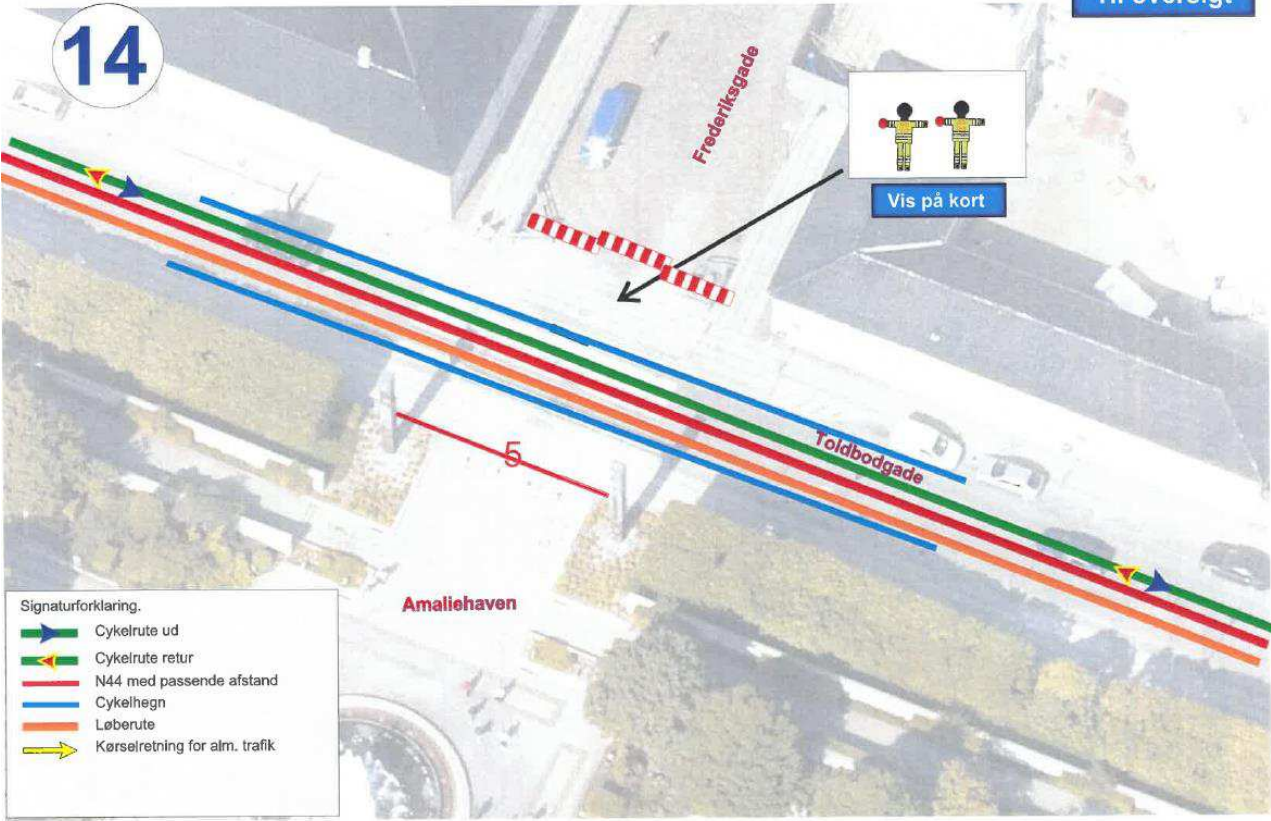 Til oversigt
14
Frederiksgade
Vis på kort
Toldbodgade
5
Amaliehaven
Signaturforklaring.
Cykelrute ud
Cykelrute retur
N44 med passende afstand
Cykelhegn
Løberute
Kørselretning for alm. trafik